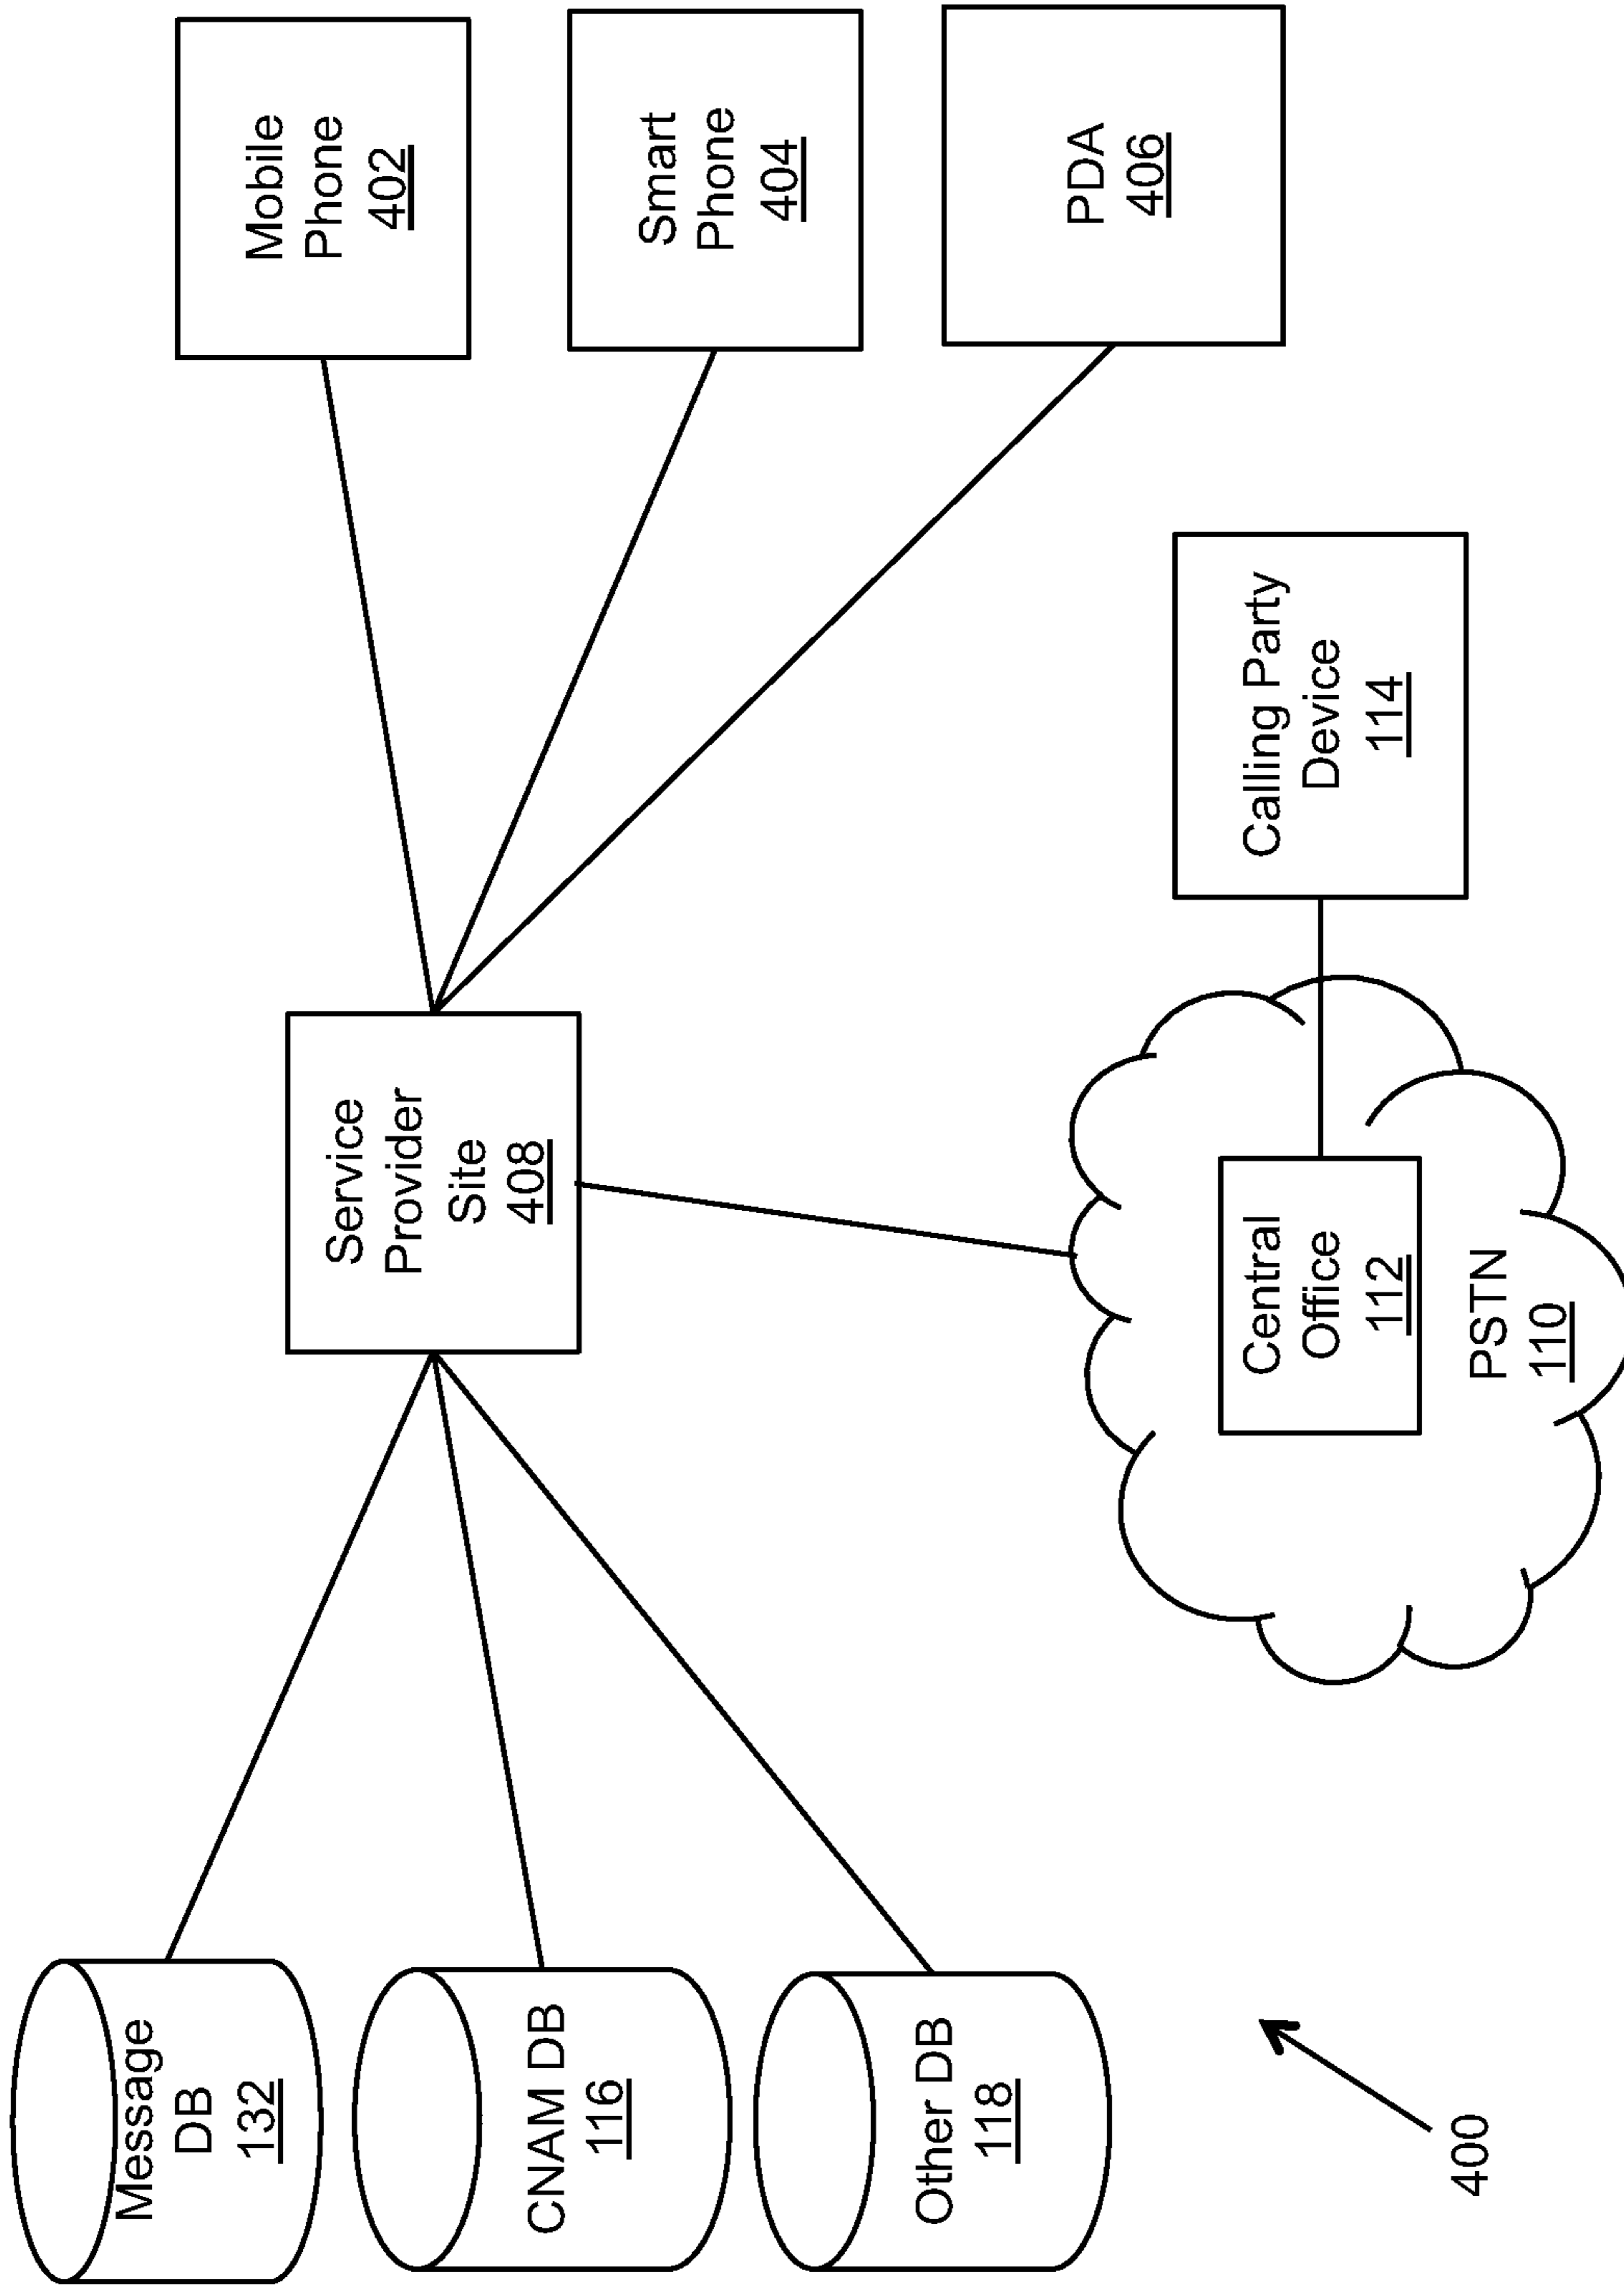 Message
DB
132
CNAM DB
116
Other DB
118
400
Service
Provider
Site
408
Central
Office
112
PSTN
110
Calling Party
Device
114
Mobile
Phone
402
Smart
Phone
404
PDA
406